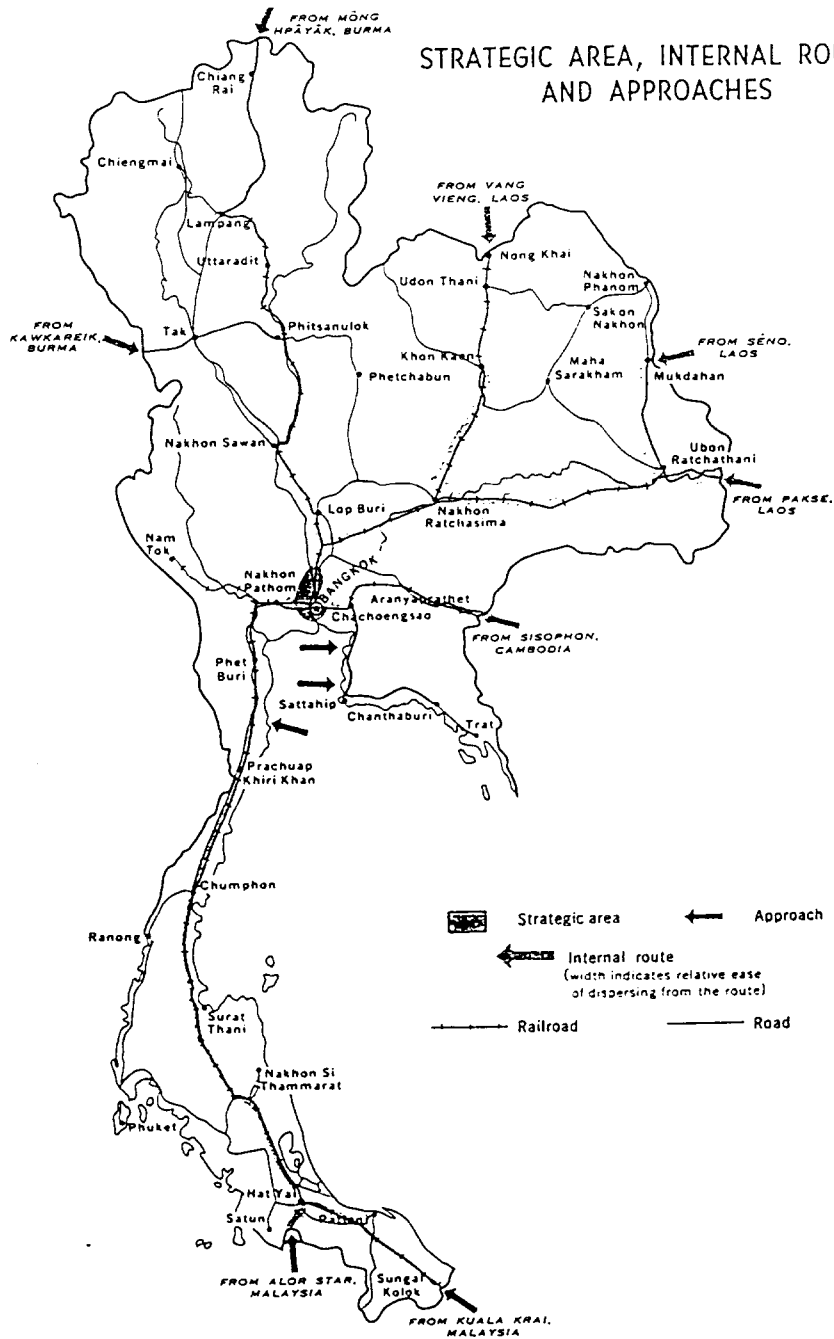 STRATEGIC AREA, INTERNAL ROU
AND APPROACHES
FROM MÒNG
HPĀYĀK, BURMA
Chiang
Rai
Chiengmai
FROM VANG
VIENG, LAOS
Lampang
Uttaradit
Nong Khai
Udon Thani
Nakhon
Phanom
Sakon
Nakhon
FROM
KAWKAREIK,
BURMA
Tak
Phitsanulok
Khon Kaen
Phetchabun
Maha
Sarakham
FROM SÉNO,
LAOS
Mukdahan
Nakhon Sawan
Ubon
Ratchathani
Lop Buri
Nakhon
Ratchasima
FROM PAKSE,
LAOS
Nam
Tok
Nakhon
Pathom
BANGKOK
Aranyaprathet
Chachoengsao
FROM SISOPHON,
CAMBODIA
Phet
Buri
Sattahip
Chanthaburi
Trat
Prachuap
Khiri Khan
Chumphon
Ranong
Strategic area
Approach
Internal route
(width indicates relative ease
of dispersing from the route)
Railroad
Road
Surat
Thani
Nakhon Si
Thammarat
Phuket
Hat Yai
Pattani
Satun
FROM ALOR STAR,
MALAYSIA
Sungai
Kolok
FROM KUALA KRAI,
MALAYSIA